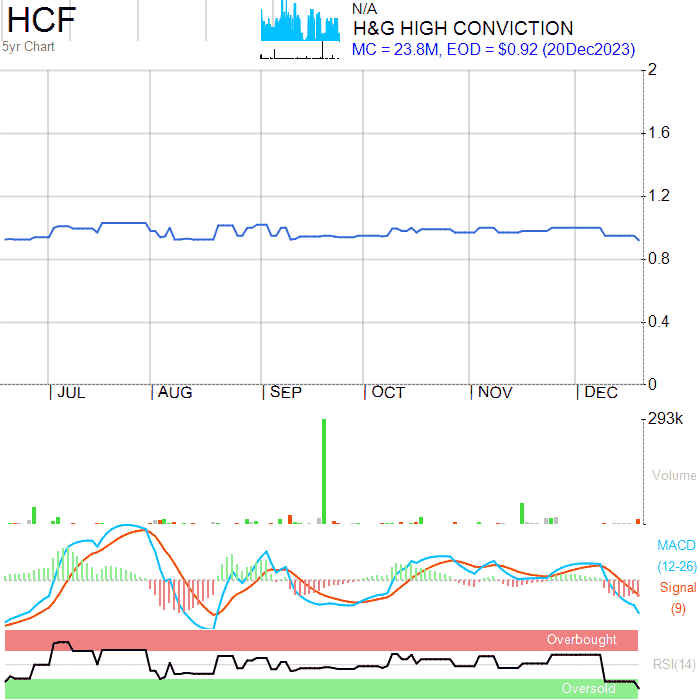 HCF
5yr Chart
N/A
H&G HIGH CONVICTION
MC = 23.8M, EOD = $0.92 (20Dec2023)
2
1.6
1.2
0.8
0.4
0
JUL AUG SEP OCT NOV DEC
293k
Volume
MACD
(12-26)
Signal
(9)
Overbought
RSI(14)
Oversold